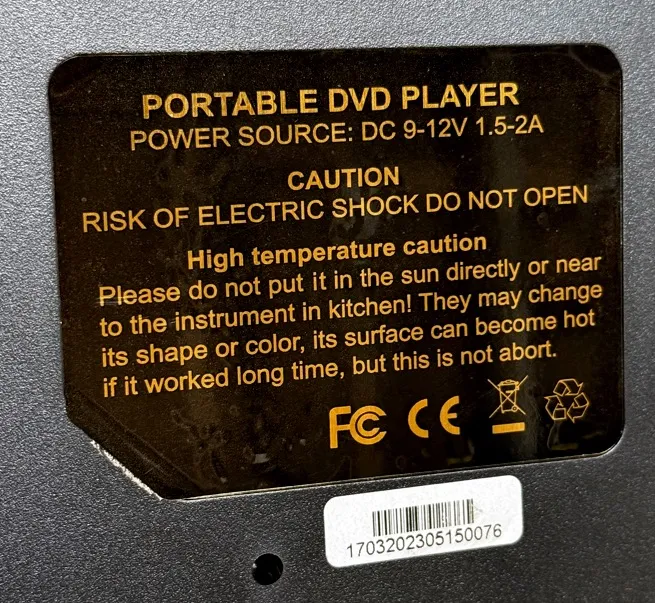 PORTABLE DVD PLAYER
POWER SOURCE: DC 9-12V 1.5-2A
CAUTION
RISK OF ELECTRIC SHOCK DO NOT OPEN
High temperature caution
Please do not put it in the sun directly or near
to the instrument in kitchen! They may change
its shape or color, its surface can become hot
if it worked long time, but this is not abort.
FC CE
1703202305150076